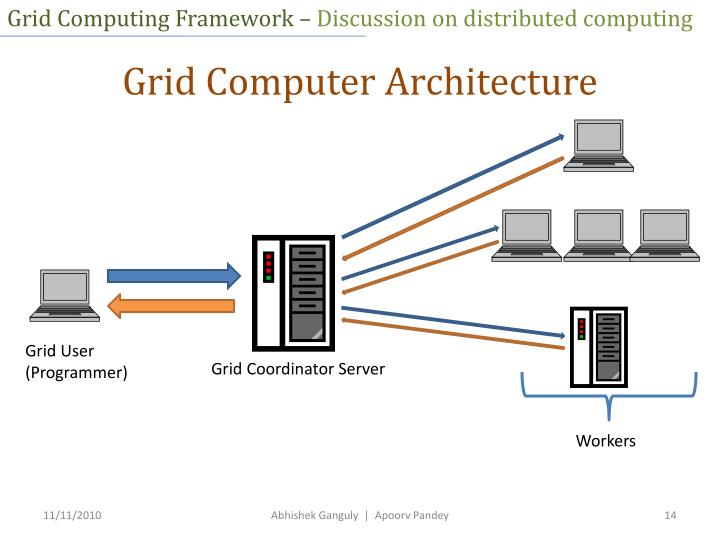 Grid Computing Framework – Discussion on distributed computing
Grid Computer Architecture
Grid User
(Programmer)
Grid Coordinator Server
Workers
11/11/2010
Abhishek Ganguly | Apoorv Pandey
14